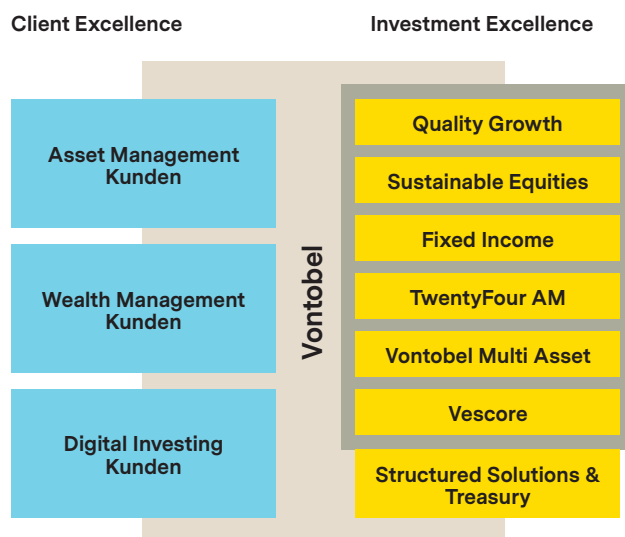 Client Excellence
Investment Excellence
Asset Management
Kunden
Wealth Management
Kunden
Digital Investing
Kunden
Vontobel
Quality Growth
Sustainable Equities
Fixed Income
TwentyFour AM
Vontobel Multi Asset
Vescore
Structured Solutions &
Treasury